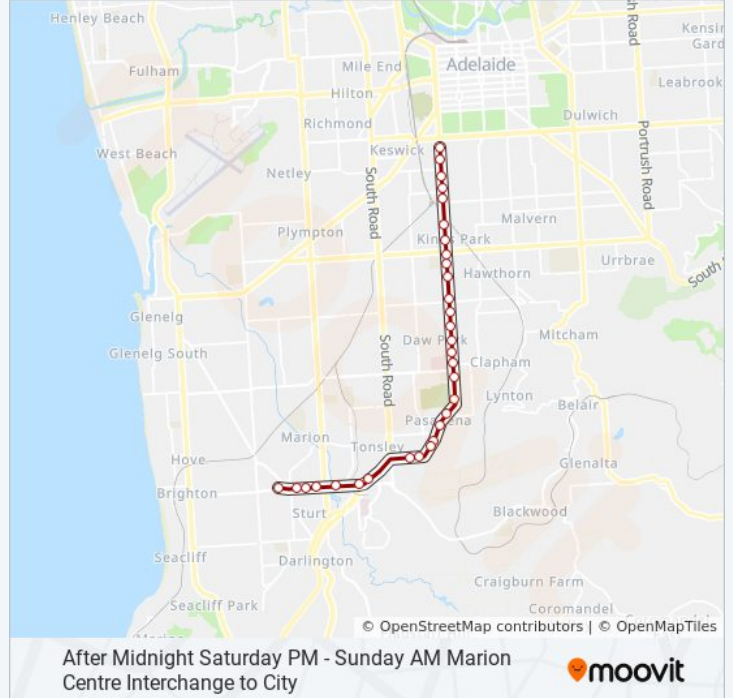 Henley Beach
Adelaide
Mile End
Fulham
Hilton
Leabrook
Richmond
Dulwich
West Beach
Keswick
Portrush Road
Netley
South Road
Malvern
Plympton
Kings Park
Urrbrae
Hawthorn
Glenelg
Daw Park
Mitcham
Glenelg South
South Road
Clapham
Lynton
Belair
Pasadena
Marion
Tonsley
Hove
Glenalta
Brighton
Sturt
Blackwood
Seacliff
Darlington
Craigburn Farm
Seacliff Park
Coromandel
© OpenStreetMap contributors | © OpenMapTiles
After Midnight Saturday PM - Sunday AM Marion
Centre Interchange to City
moovit